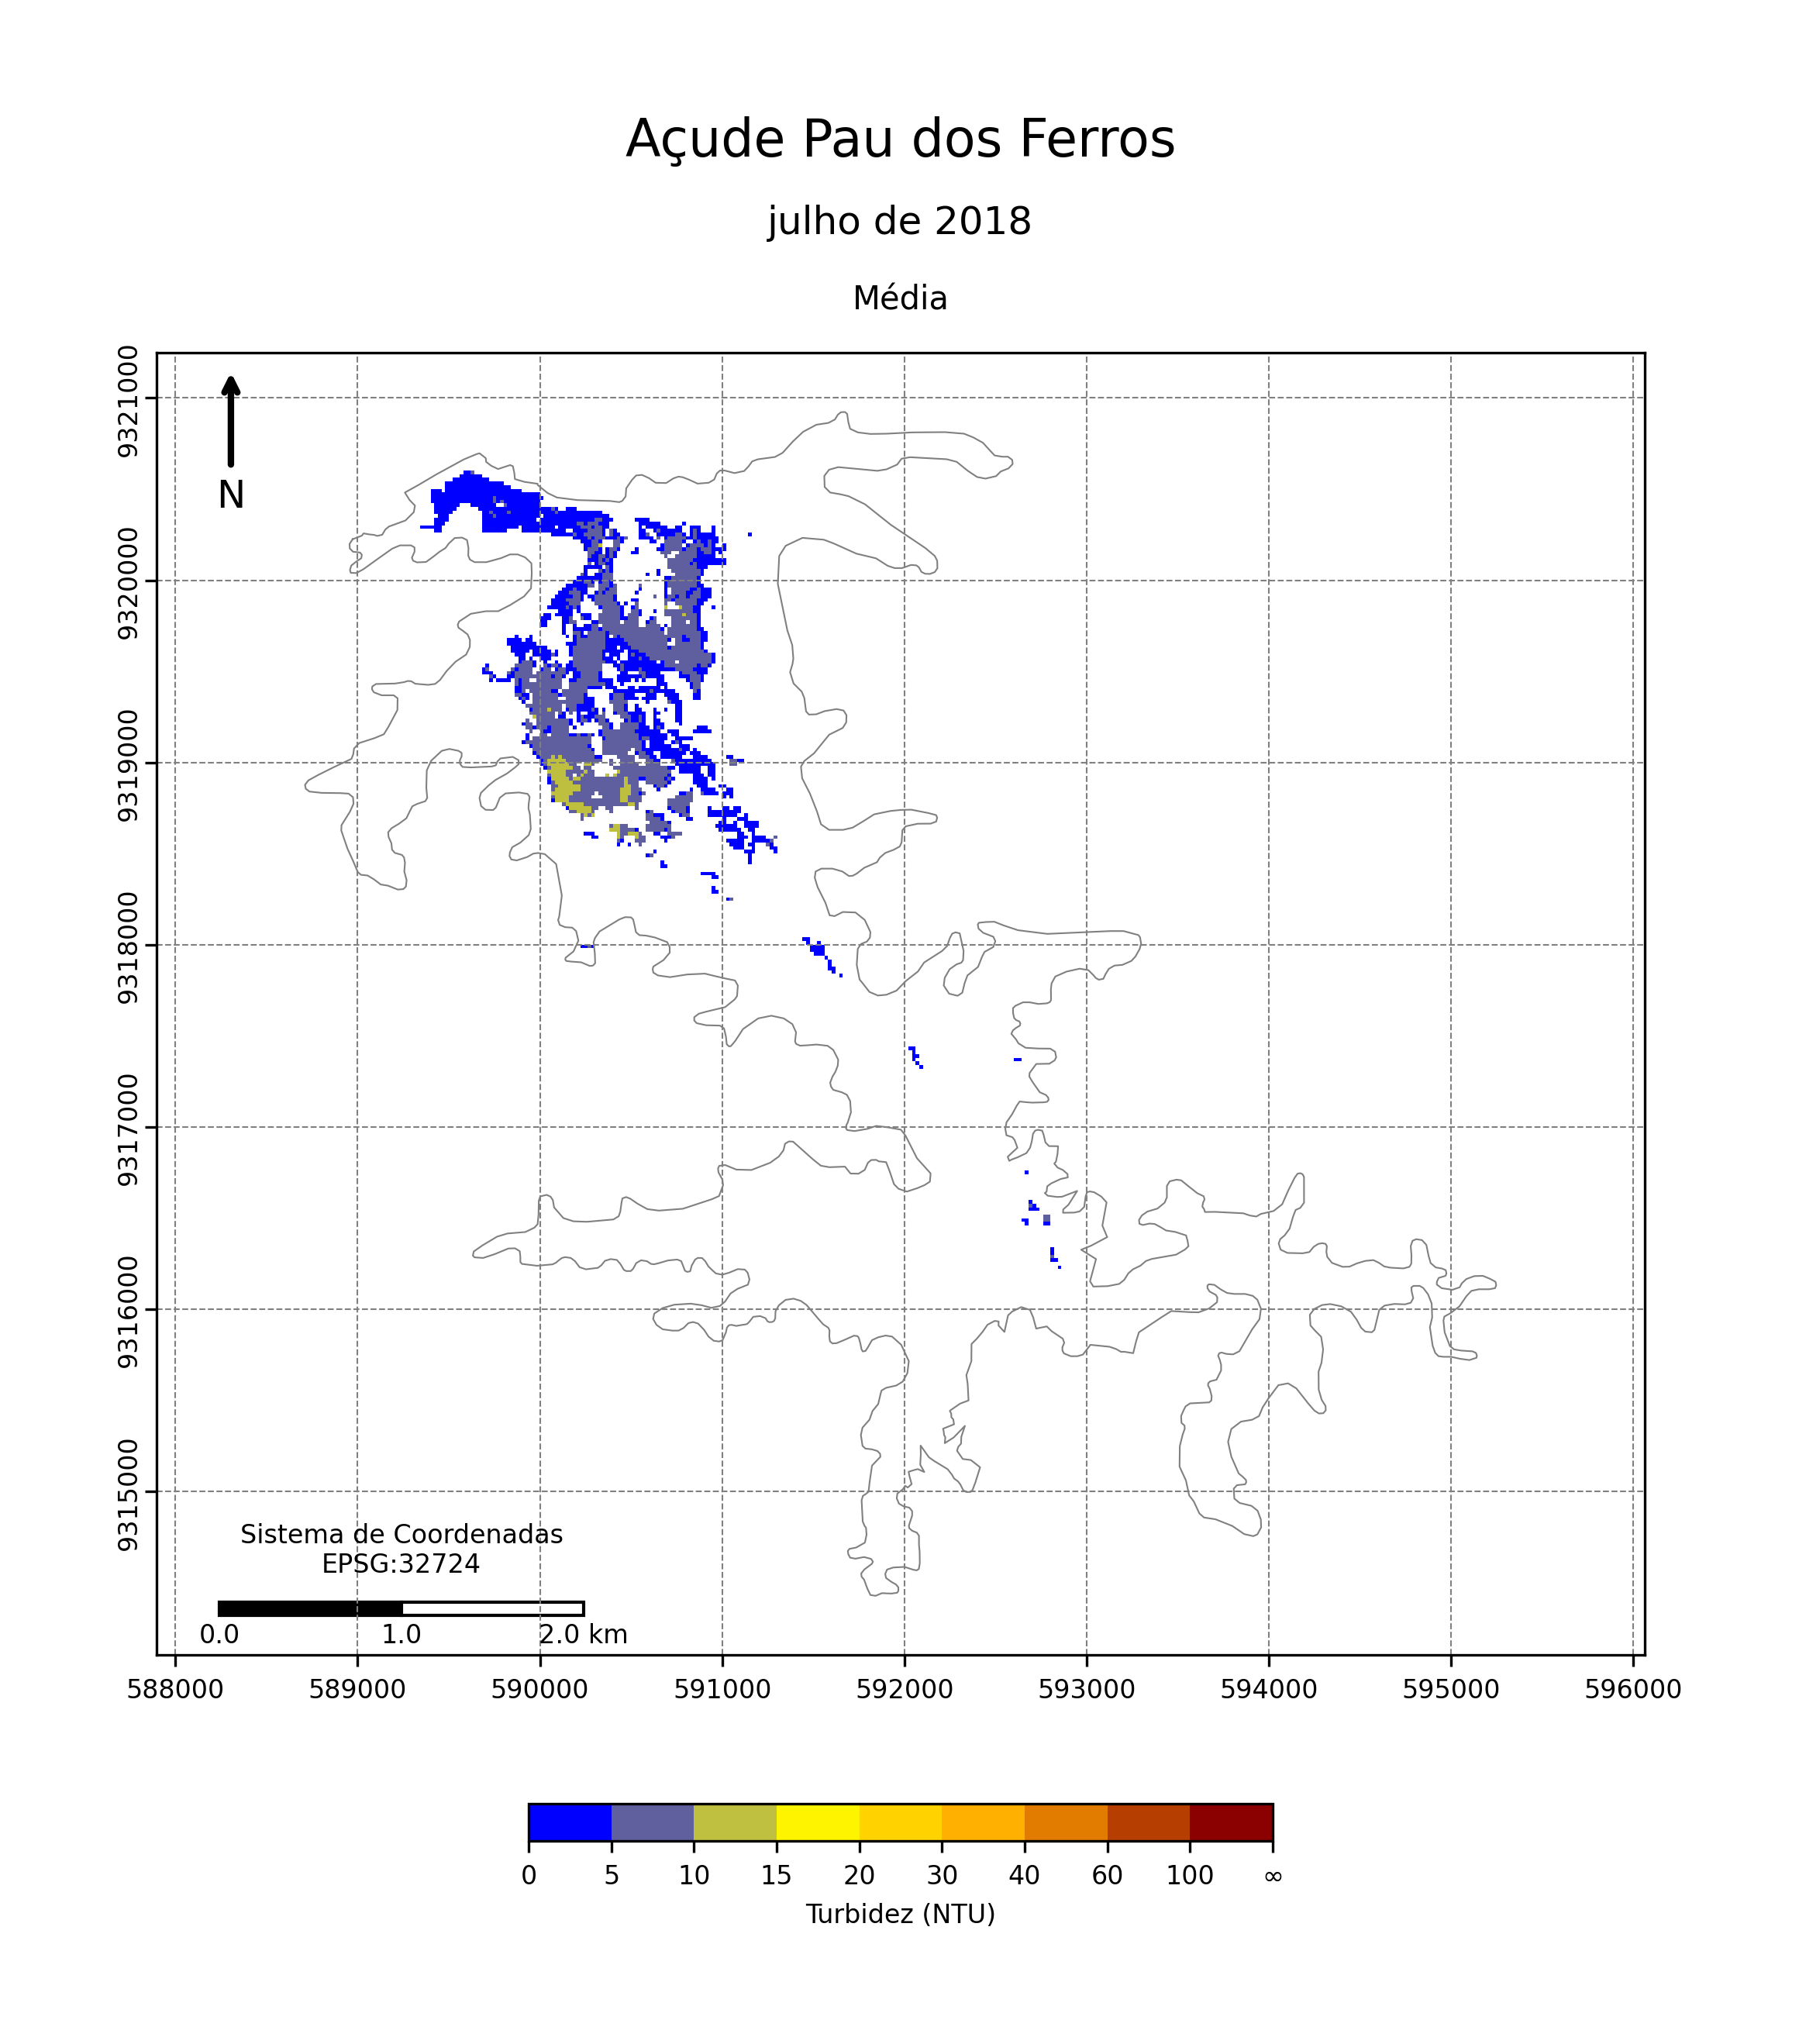 Açude Pau dos Ferros
julho de 2018
Média
N
9321000
9320000
9319000
9318000
9317000
9316000
9315000
Sistema de Coordenadas
EPSG:32724
0.0 1.0 2.0 km
588000 589000 590000 591000 592000 593000 594000 595000 596000
0 5 10 15 20 30 40 60 100 ∞
Turbidez (NTU)